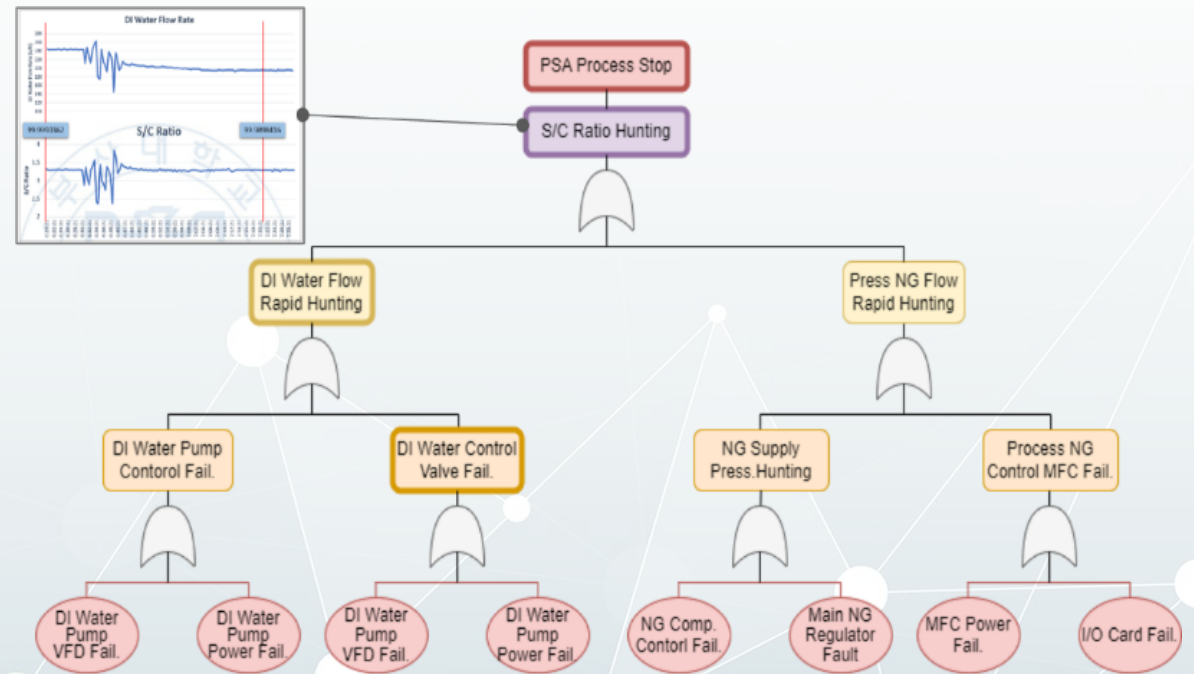 DI Water Flow Rate
S/C Ratio
S/C Ratio
PSA Process Stop
S/C Ratio Hunting
DI Water Flow
Rapid Hunting
Press NG Flow
Rapid Hunting
DI Water Pump
Contorol Fail.
DI Water Control
Valve Fail.
NG Supply
Press.Hunting
Process NG
Control MFC Fail.
DI Water
Pump
VFD Fail.
DI Water
Pump
Power Fail.
DI Water
Pump
VFD Fail.
DI Water
Pump
Power Fail.
NG Comp.
Contorl Fail.
Main NG
Regulator
Fault
MFC Power
Fail.
I/O Card Fail.